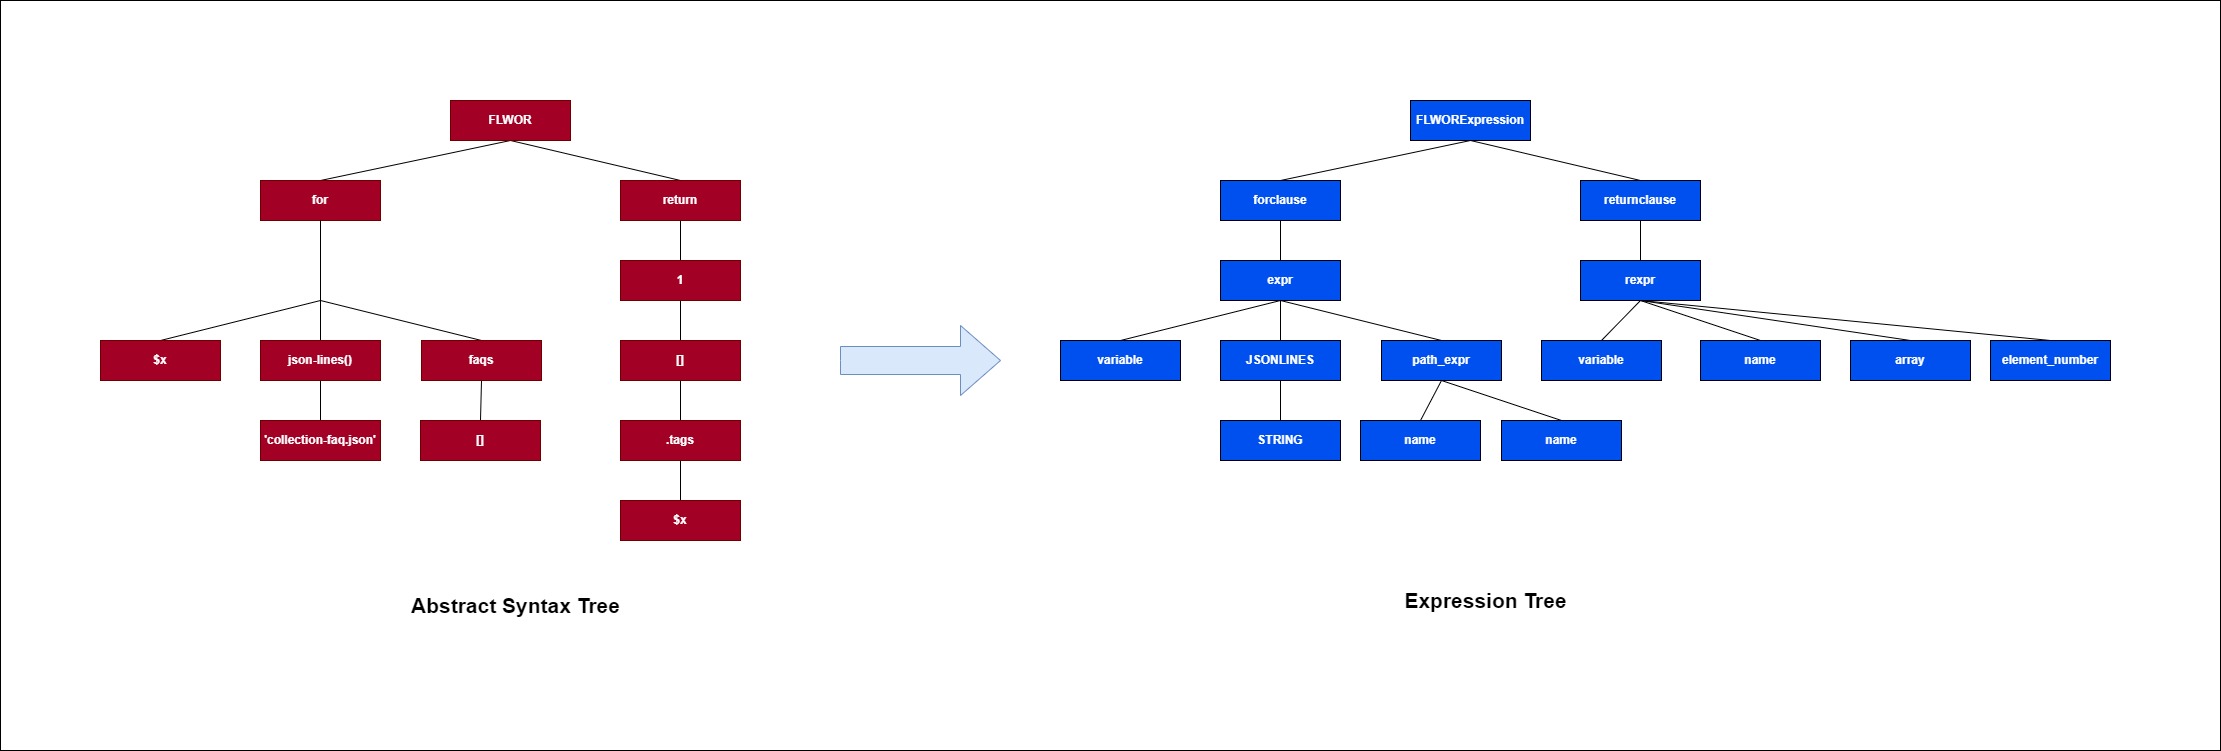 FLWOR
FLWORExpression
for
return
forclause
returnclause
1
expr
rexpr
$x
json-lines()
faqs
[]
variable
JSONLINES
path_expr
variable
name
array
element_number
'collection-faq.json'
[]
.tags
STRING
name
name
$x
Abstract Syntax Tree
Expression Tree